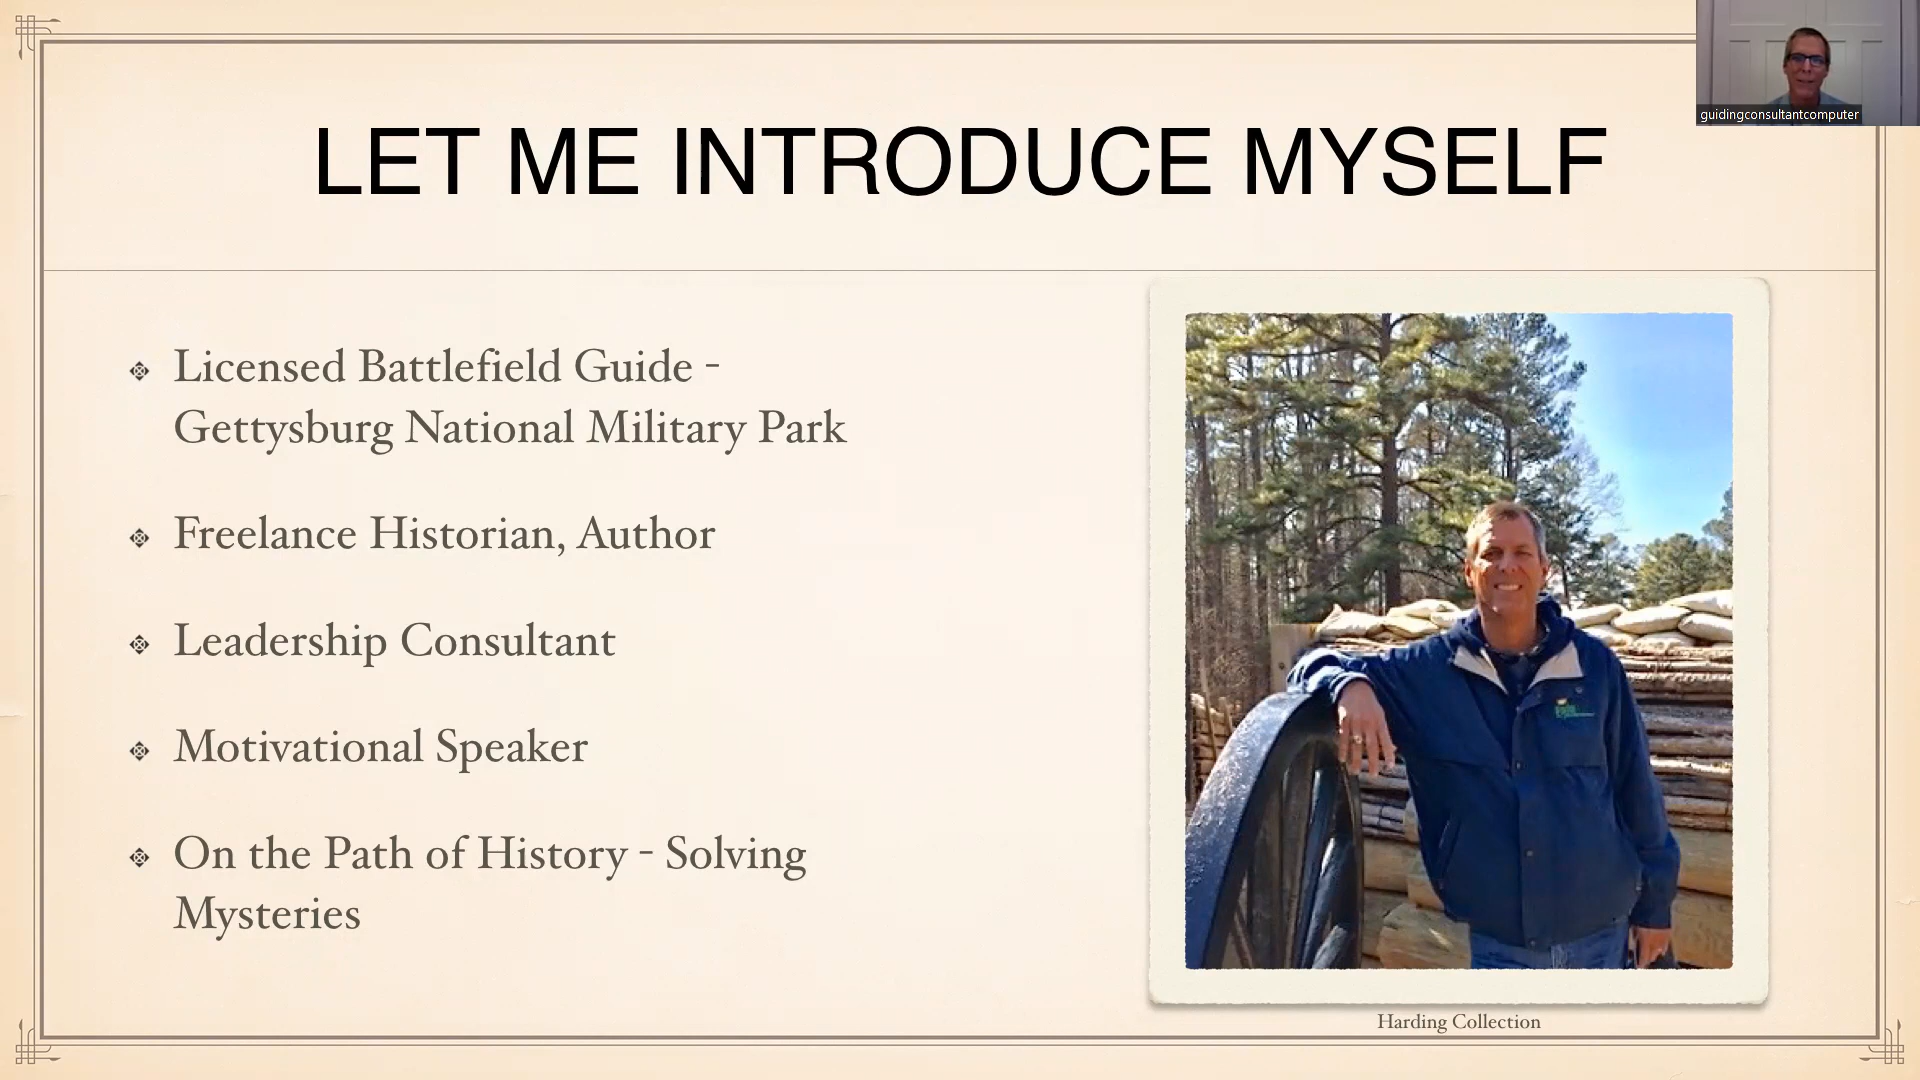 guidingconsultantcomputer
LET ME INTRODUCE MYSELF
Licensed Battlefield Guide -
Gettysburg National Military Park
Freelance Historian, Author
Leadership Consultant
Motivational Speaker
On the Path of History - Solving
Mysteries
Harding Collection